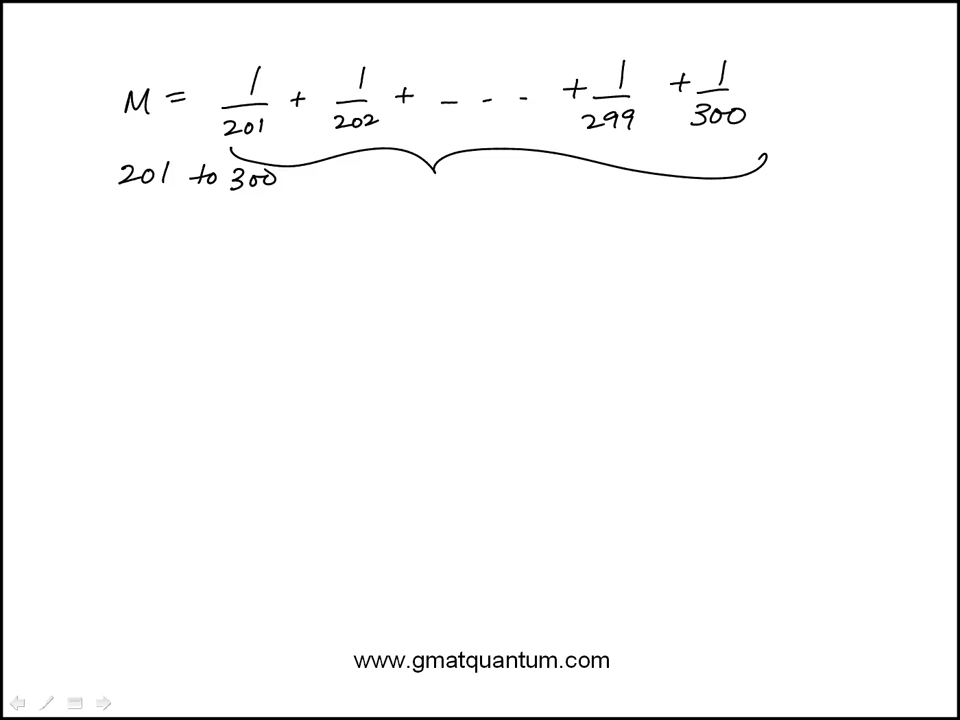 M = 1/201 + 1/202 + - - - + 1/299 + 1/300
201 to 300
www.gmatquantum.com